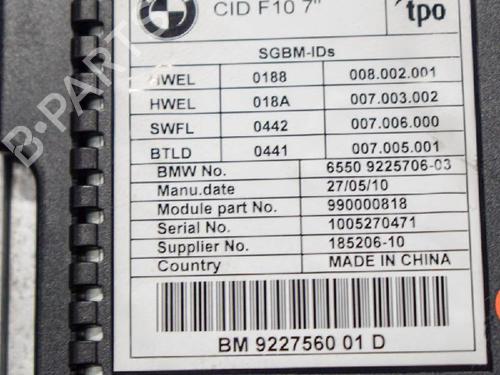 CID F10 7"
tpo
SGBM-IDs
HWEL 0188 008.002.001
HWEL 018A 007.003.002
SWFL 0442 007.006.000
BTLD 0441 007.005.001
BMW No. 6550 9225706-03
Manu.date 27/05/10
Module part No. 990000818
Serial No. 1005270471
Supplier No. 185206-10
Country MADE IN CHINA
BM 9227560 01 D
B-PARTS